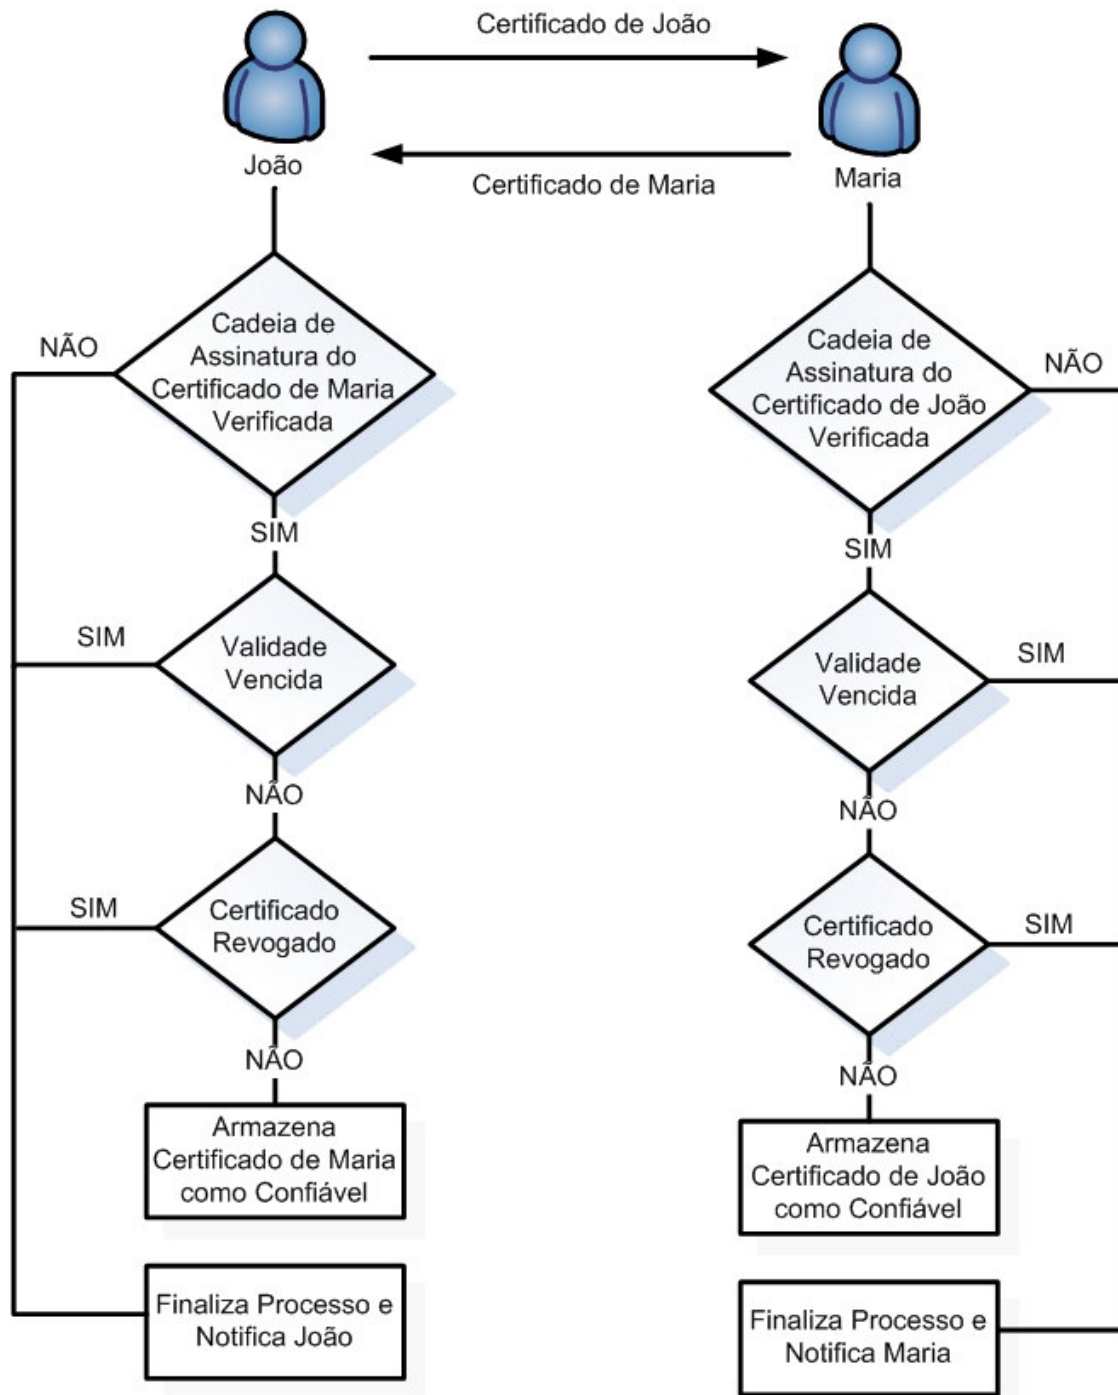 Certificado de João
João
Certificado de Maria
Maria
Cadeia de
Assinatura do
Certificado de Maria
Verificada
NÃO
SIM
Validade
Vencida
SIM
NÃO
Certificado
Revogado
SIM
NÃO
Armazena
Certificado de Maria
como Confiável
Finaliza Processo e
Notifica João
Cadeia de
Assinatura do
Certificado de João
Verificada
NÃO
SIM
Validade
Vencida
SIM
NÃO
Certificado
Revogado
SIM
NÃO
Armazena
Certificado de João
como Confiável
Finaliza Processo e
Notifica Maria